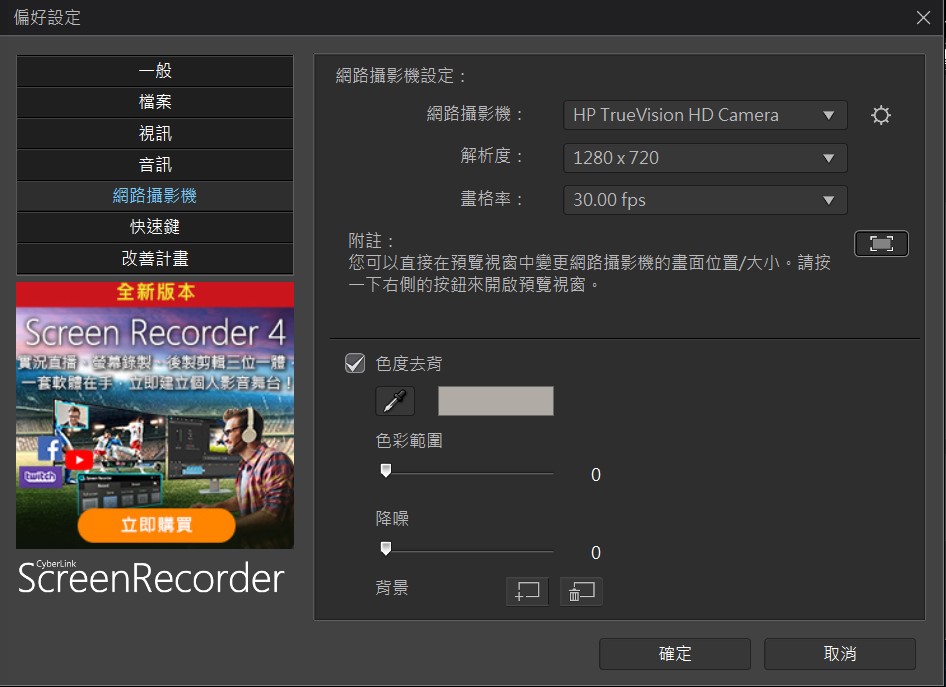 偏好設定
一般
檔案
視訊
音訊
網路攝影機
快速鍵
改善計畫
全新版本
Screen Recorder 4
實況直播、螢幕錄製、後製剪輯三位一體，
一套軟體在手，立即建立個人影音舞台！
twitch
立即購買
CyberLink
ScreenRecorder
網路攝影機設定：
網路攝影機：
HP TrueVision HD Camera
解析度：
1280 x 720
畫格率：
30.00 fps
附註：
您可以直接在預覽視窗中變更網路攝影機的畫面位置/大小。請按
一下右側的按鈕來開啟預覽視窗。
色度去背
色彩範圍
0
降噪
0
背景
確定
取消